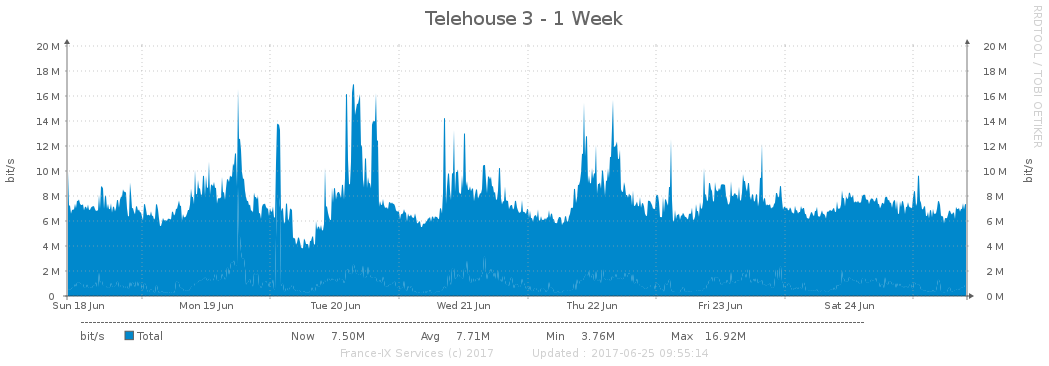 Telehouse 3 - 1 Week
RRDTOOL / TOBI OETIKER
20 M 20 M
18 M 18 M
16 M 16 M
14 M 14 M
12 M 12 M
10 M 10 M
8 M 8 M
6 M 6 M
4 M 4 M
2 M 2 M
0 0 M
bit/s bit/s
Sun 18 Jun Mon 19 Jun Tue 20 Jun Wed 21 Jun Thu 22 Jun Fri 23 Jun Sat 24 Jun
bit/s Total Now 7.50M Avg 7.71M Min 3.76M Max 16.92M
France-IX Services (c) 2017 Updated : 2017-06-25 09:55:14